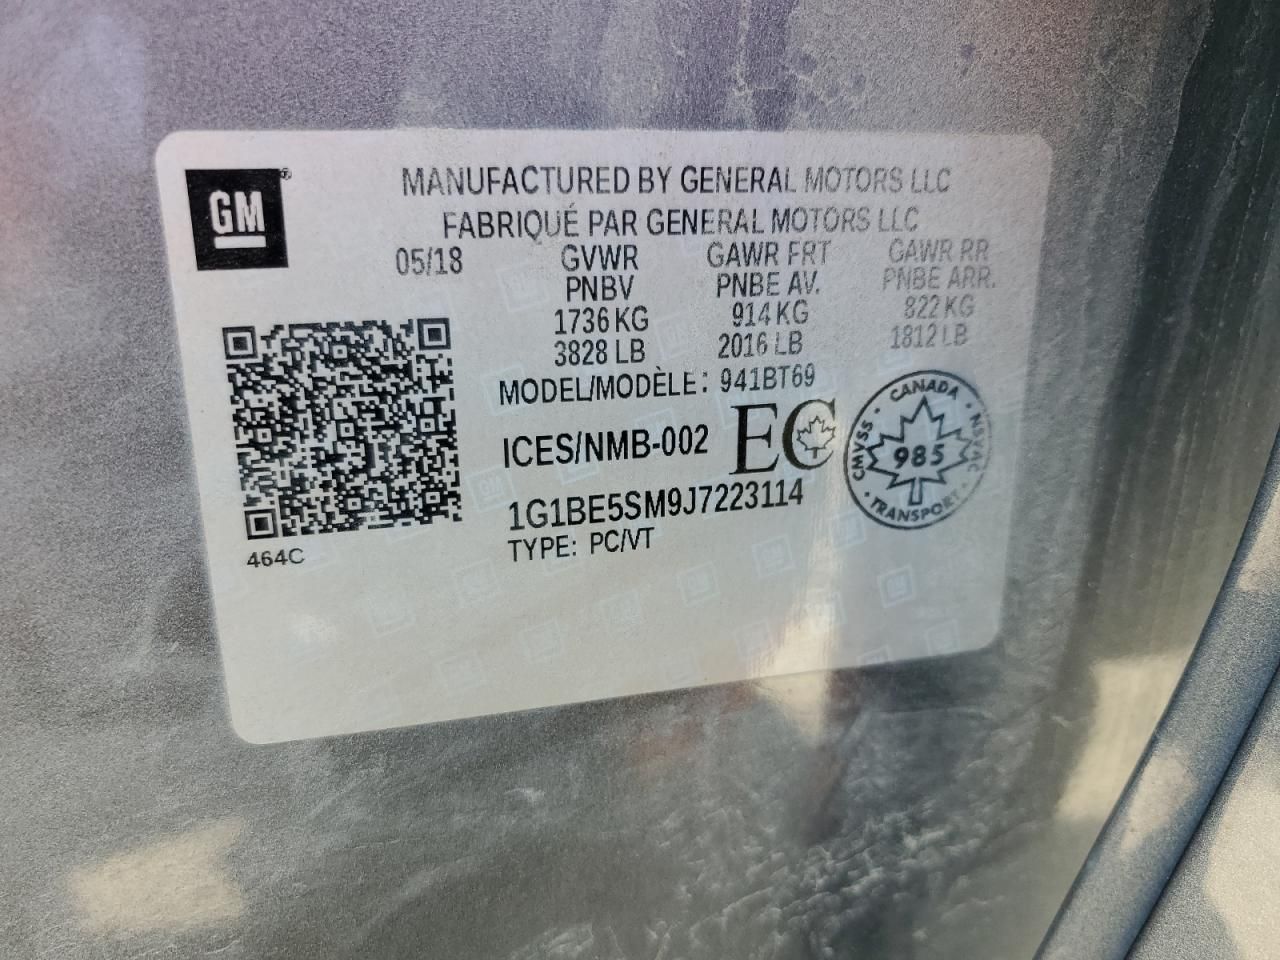 GM®
MANUFACTURED BY GENERAL MOTORS LLC
FABRIQUÉ PAR GENERAL MOTORS LLC
05/18 GVWR GAWR FRT GAWR RR
PNBV PNBE AV. PNBE ARR.
1736 KG 914 KG 822 KG
3828 LB 2016 LB 1812 LB
MODEL/MODÈLE: 941BT69
ICES/NMB-002 EC
1G1BE5SM9J7223114
TYPE: PC/VT
464C
CANADA
CMVSS 985 NSVAC
TRANSPORT